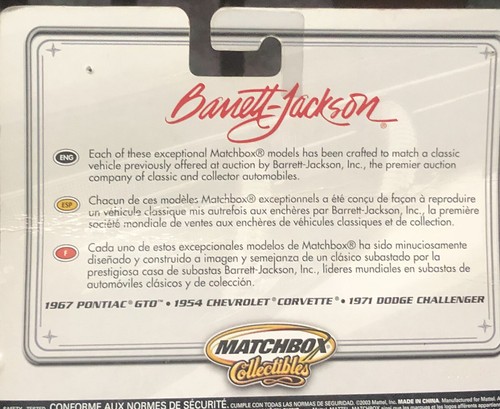 Barrett-Jackson®
ENG Each of these exceptional Matchbox® models has been crafted to match a classic
vehicle previously offered at auction by Barrett-Jackson, Inc., the premier auction
company of classic and collector automobiles.
ESP Chacun de ces modèles Matchbox® exceptionnels a été conçu de façon à reproduire
un véhicule classique mis autrefois aux enchères par Barrett-Jackson, Inc., la première
société mondiale de ventes aux enchères de véhicules classiques et de collection.
F Cada uno de estos excepcionales modelos de Matchbox® ha sido minuciosamente
diseñado y construido a imagen y semejanza de un clásico subastado por la
prestigiosa casa de subastas Barrett-Jackson, Inc., líderes mundiales en subastas de
automóviles clásicos y de colección.
1967 PONTIAC® GTO™ • 1954 CHEVROLET® CORVETTE® • 1971 DODGE CHALLENGER
MATCHBOX
Collectibles
CONFORME AUX NORMES DE SÉCURITÉ. CUMPLE CON TODAS LAS NORMAS DE SEGURIDAD. ©2003 Mattel, Inc. MADE IN CHINA. Manufactured for Mattel